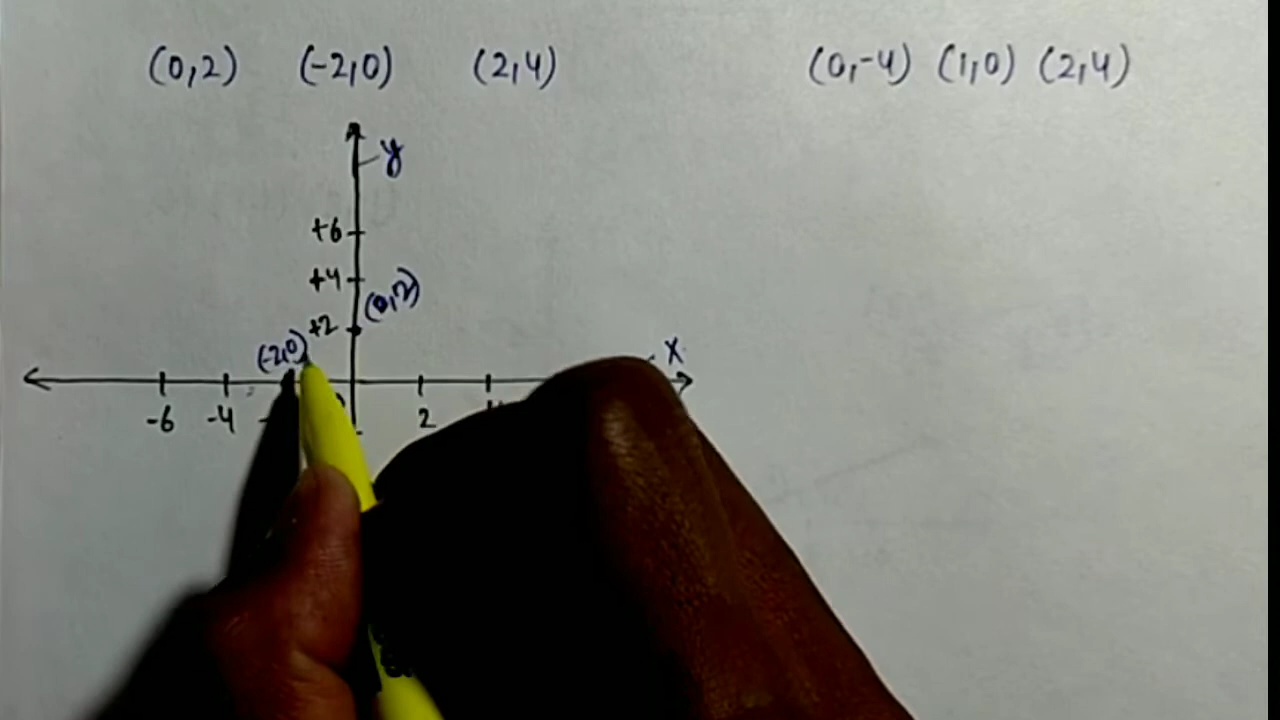 (0,2) (-2,0) (2,4) (0,-4) (1,0) (2,4)
y
+6
+4
(0,2)
+2
(-2,0)
x
-6 -4 2